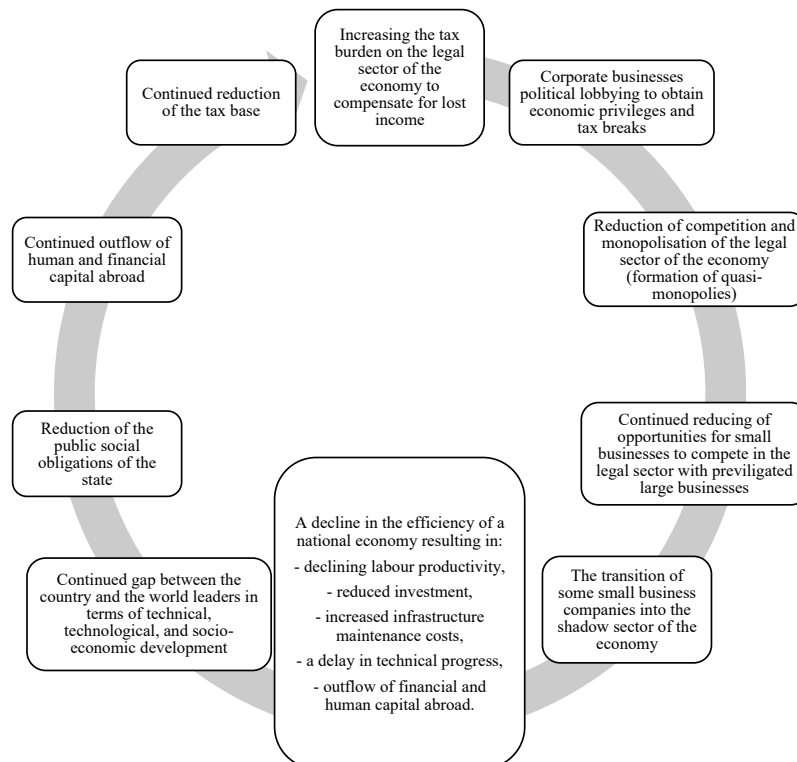 Increasing the tax
burden on the legal
sector of the
economy to
compensate for lost
income
Corporate businesses
political lobbying to obtain
economic privileges and
tax breaks
Reduction of competition and
monopolisation of the legal
sector of the economy
(formation of quasi-
monopolies)
Continued reducing of
opportunities for small
businesses to compete in the
legal sector with previligated
large businesses
The transition of
some small business
companies into the
shadow sector of the
economy
A decline in the efficiency of a
national economy resulting in:
- declining labour productivity,
- reduced investment,
- increased infrastructure
maintenance costs,
- a delay in technical progress,
- outflow of financial and
human capital abroad.
Continued gap between the
country and the world leaders in
terms of technical,
technological, and socio-
economic development
Reduction of the
public social
obligations of the
state
Continued outflow of
human and financial
capital abroad
Continued reduction
of the tax base